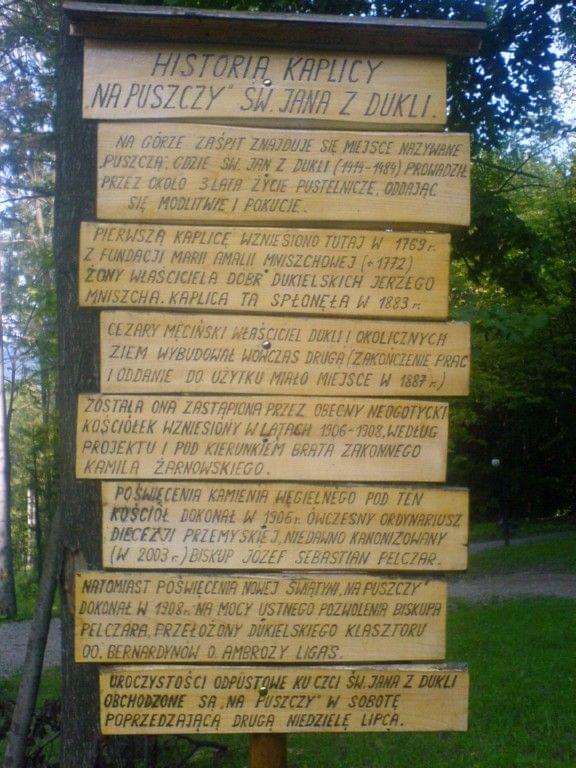 HISTORIA KAPLICY
"NA PUSZCZY" ŚW. JANA Z DUKLI.
NA GÓRZE ZAŚPIT ZNAJDUJE SIĘ MIEJSCE NAZYWANE
„PUSZCZĄ", GDZIE ŚW. JAN Z DUKLI (1414-1484) PROWADZIŁ
PRZEZ OKOŁO 3 LATA ŻYCIE PUSTELNICZE, ODDAJĄC
SIĘ MODLITWIE I POKUCIE.
PIERWSZĄ KAPLICĘ WZNIESIONO TUTAJ W 1769 r.
Z FUNDACJI MARII AMALII MNISZCHOWEJ (+1772)
ŻONY WŁAŚCICIELA DÓBR DUKIELSKICH JERZEGO
MNISZCHA. KAPLICA TA SPŁONĘŁA W 1883 r.
CEZARY MĘCIŃSKI WŁAŚCICIEL DUKLI I OKOLICZNYCH
ZIEM WYBUDOWAŁ WÓWCZAS DRUGĄ (ZAKOŃCZENIE PRAC
I ODDANIE DO UŻYTKU MIAŁO MIEJSCE W 1887 r.)
ZOSTAŁA ONA ZASTĄPIONA PRZEZ OBECNY NEOGOTYCKI
KOŚCIÓŁEK WZNIESIONY W LATACH 1906-1908, WEDŁUG
PROJEKTU I POD KIERUNKIEM BRATA ZAKONNEGO
KAMILA ŻARNOWSKIEGO.
POŚWIĘCENIA KAMIENIA WĘGIELNEGO POD TEN
KOŚCIÓŁ DOKONAŁ W 1906 r. ÓWCZESNY ORDYNARIUSZ
DIECEZJI PRZEMYSKIEJ, NIEDAWNO KANONIZOWANY
(W 2003 r.) BISKUP JÓZEF SEBASTIAN PELCZAR.
NATOMIAST POŚWIĘCENIA NOWEJ ŚWIĄTYNI „NA PUSZCZY"
DOKONAŁ W 1908 r. NA MOCY USTNEGO POZWOLENIA BISKUPA
PELCZARA, PRZEŁOŻONY DUKIELSKIEGO KLASZTORU
OO. BERNARDYNÓW O. AMBROŻY LIGAS.
UROCZYSTOŚCI ODPUSTOWE KU CZCI ŚW. JANA Z DUKLI
OBCHODZONE SĄ „NA PUSZCZY" W SOBOTĘ
POPRZEDZAJĄCĄ DRUGĄ NIEDZIELĘ LIPCA.